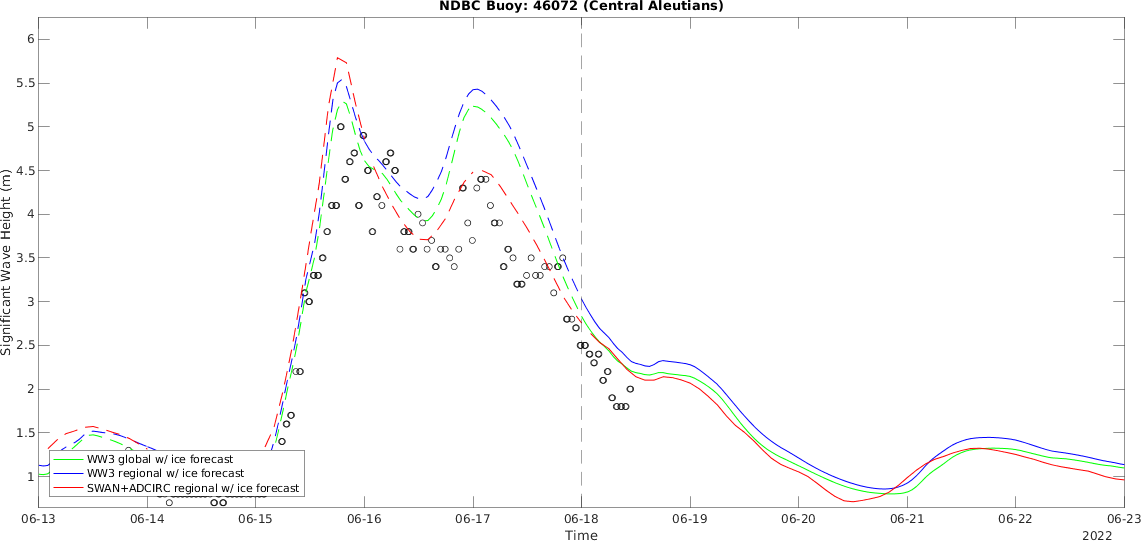 NDBC Buoy: 46072 (Central Aleutians)
6
5.5
5
4.5
4
3.5
3
2.5
2
1.5
1
Significant Wave Height (m)
WW3 global w/ ice forecast
WW3 regional w/ ice forecast
SWAN+ADCIRC regional w/ ice forecast
06-13 06-14 06-15 06-16 06-17 06-18 06-19 06-20 06-21 06-22 06-23
Time
2022